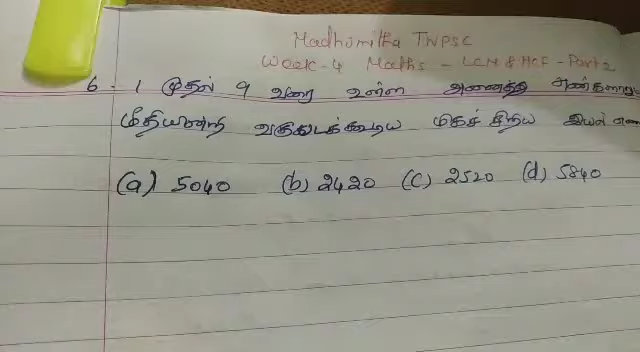 Madhumitha TNPSC
Week-4 Maths - LCM & HCF - Part 2
6 - 1 முதல் 9 வரை உள்ள அனைத்து எண்களாலும்
மீதியின்றி வகுபடக்கூடிய மிகச் சிறிய இயல் எண்
(a) 5040 (b) 2420 (c) 2520 (d) 5840